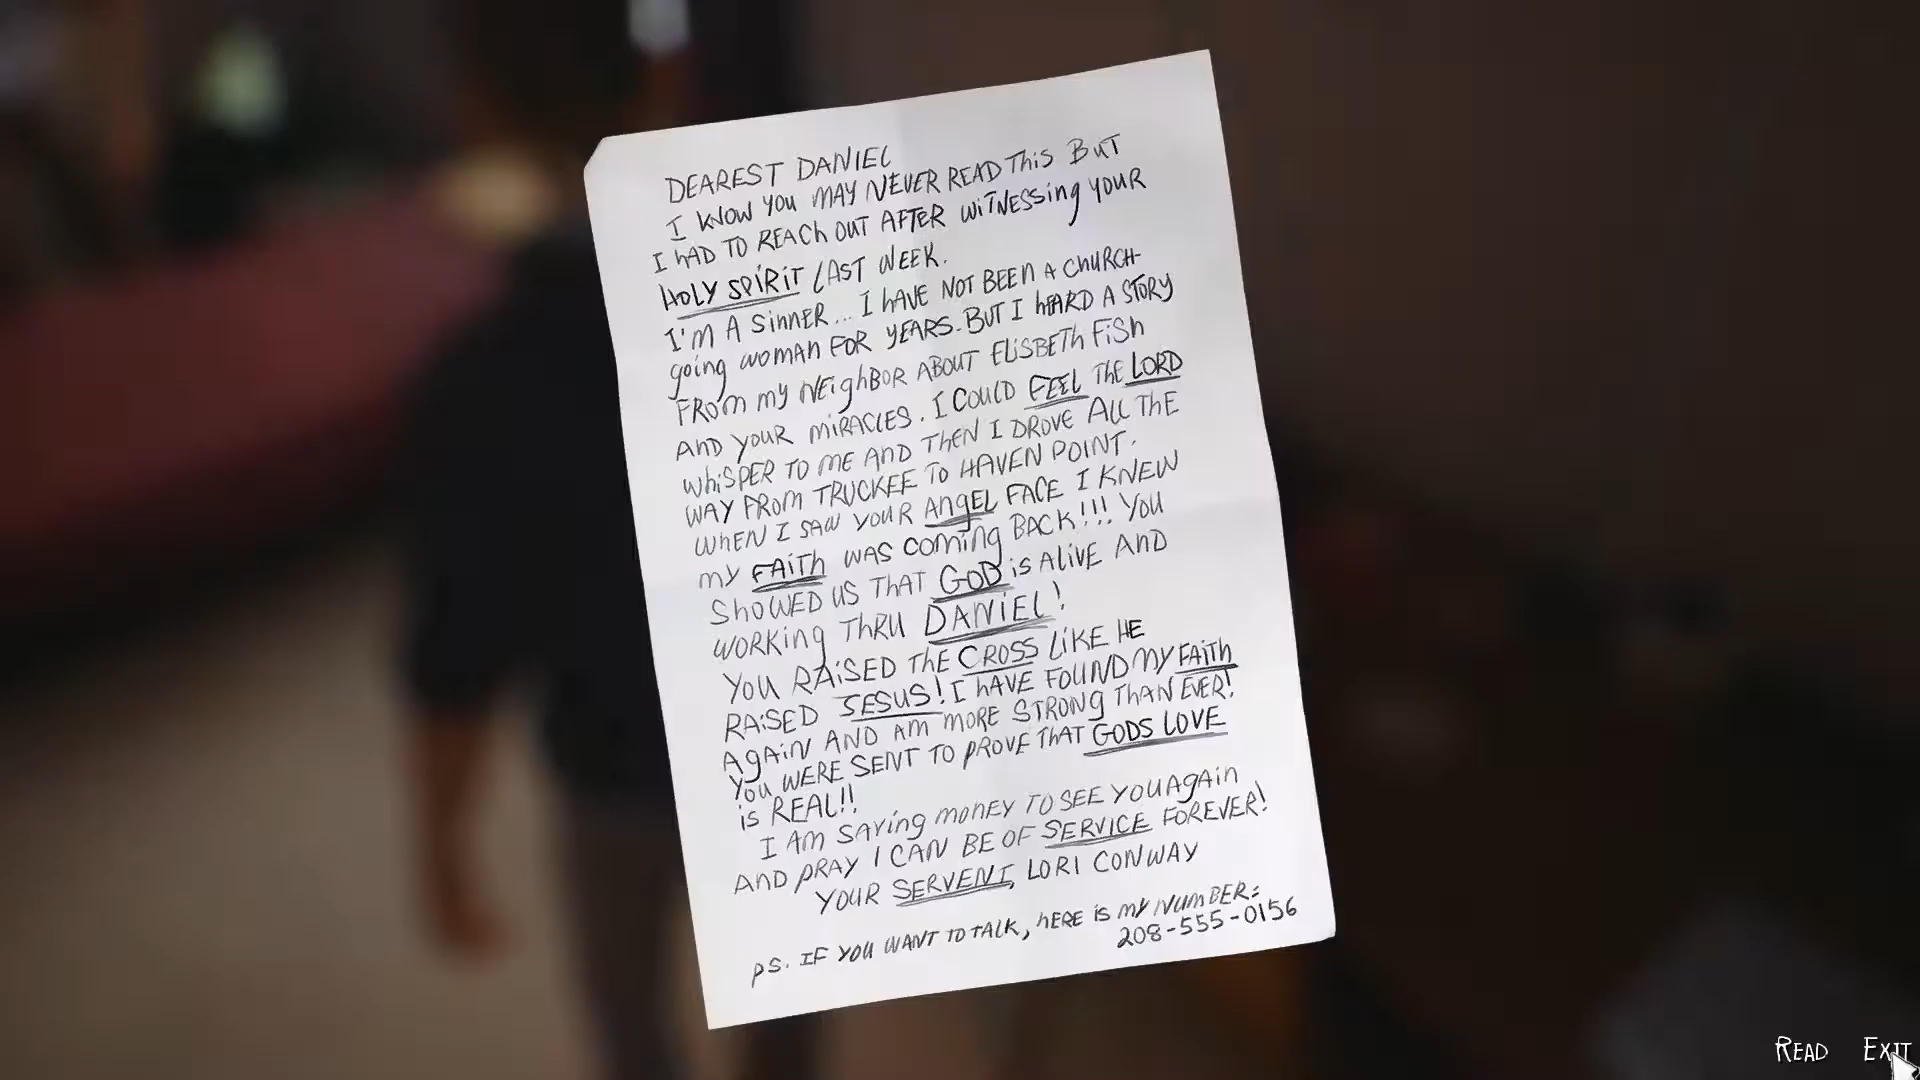 DEAREST DANIEL
I KNOW YOU MAY NEVER READ THiS BUT
I HAD TO REACH OUT AFTER WiTNESSing YOUR
HOLY SPiRiT LAST WEEK.
I'M A SiNNER... I HAVE NOT BEEN A CHURCH-
going WOMAN FOR YEARS. BUT I HEARD A STORY
FROM MY NEighBOR ABOUT ELiSBETH FiSH
AND YOUR MiRACLES. I COULD FEEL THE LORD
WHiSPER TO ME AND THEN I DROVE ALL THE
WAY FROM TRUCKEE TO HAVEN POINT.
WHEN I SAW YOUR ANgEL FACE I KNEW
MY FAiTH WAS COMing BACK!!! YOU
SHOWED US THAT GOD iS ALiVE AND
WORKing THRU DANiEL!
YOU RAiSED THE CROSS LiKE HE
RAiSED JESUS! I HAVE FOUND MY FAiTH
AgAiN AND AM MORE STRONg THAN EVER!
YOU WERE SENT TO PROVE THAT GODS LOVE
iS REAL!!
I AM SAVing MONEY TO SEE YOU AgAiN
AND PRAY I CAN BE OF SERVICE FOREVER!
YOUR SERVENT, LORI CONWAY
PS. IF YOU WANT TO TALK, HERE iS MY NUMBER:
208-555-0156
READ EXIT